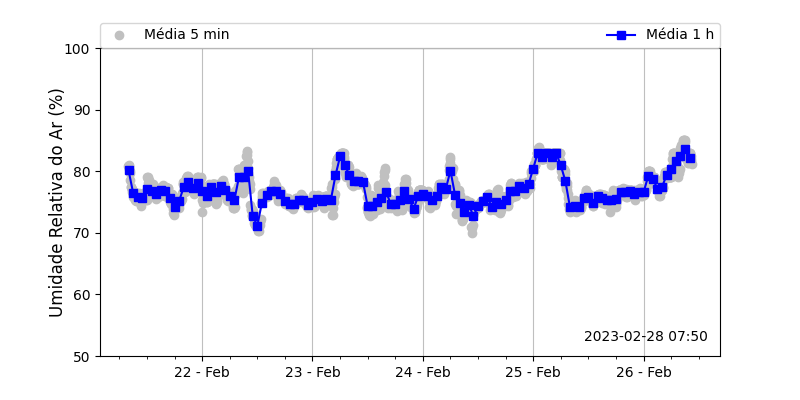 Média 5 min
Média 1 h
Umidade Relativa do Ar (%)
100
90
80
70
60
50
2023-02-28 07:50
22 - Feb
23 - Feb
24 - Feb
25 - Feb
26 - Feb